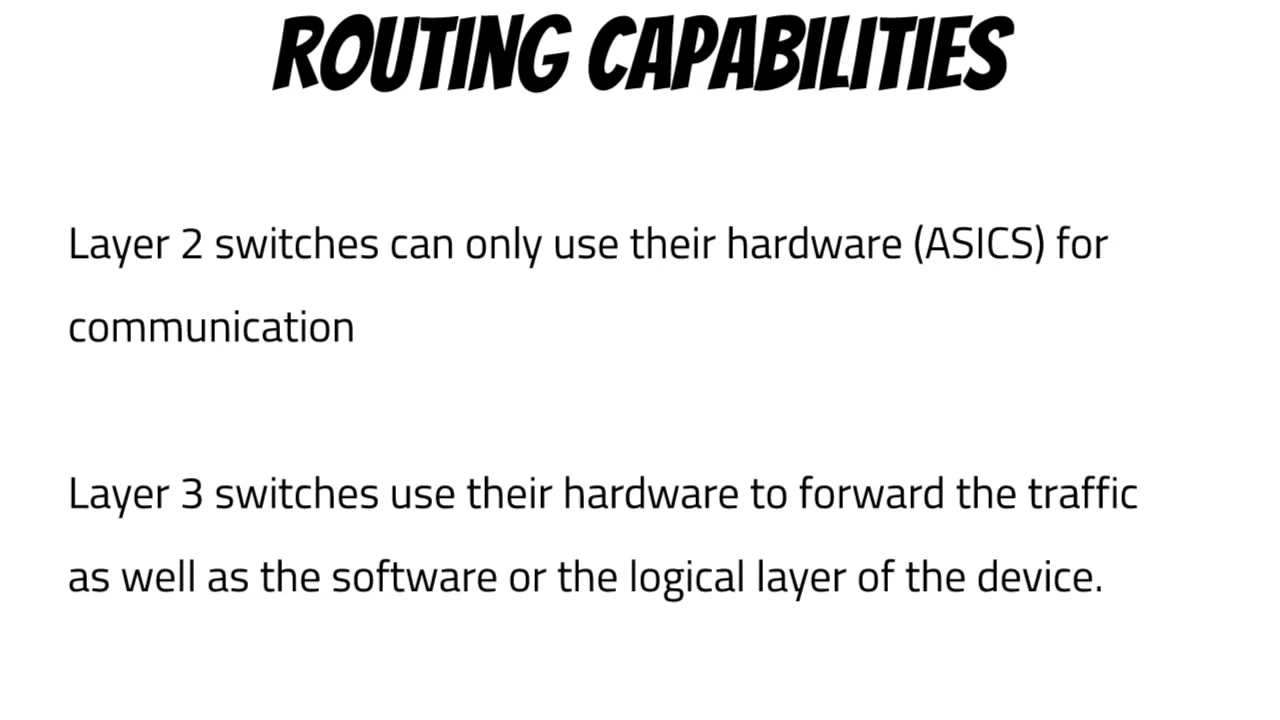 ROUTING CAPABILITIES
Layer 2 switches can only use their hardware (ASICS) for
communication
Layer 3 switches use their hardware to forward the traffic
as well as the software or the logical layer of the device.